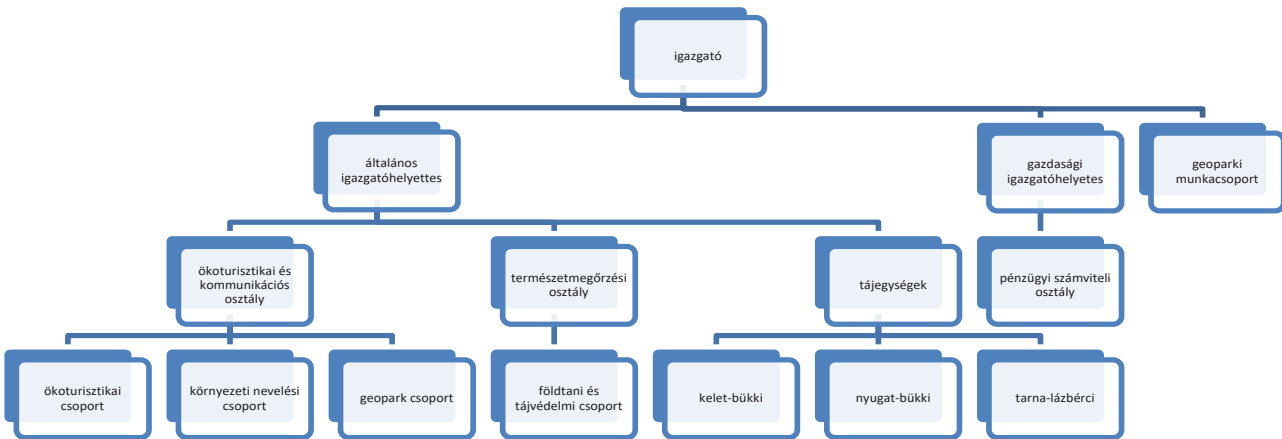 igazgató
általános
igazgatóhelyettes
gazdasági
igazgatóhelyetes
geoparki
munkacsoport
ökoturisztikai és
kommunikációs
osztály
természetmegőrzési
osztály
tájegységek
pénzügyi számviteli
osztály
ökoturisztikai
csoport
környezeti nevelési
csoport
geopark csoport
földtani és
tájvédelmi csoport
kelet-bükki
nyugat-bükki
tarna-lázbérci